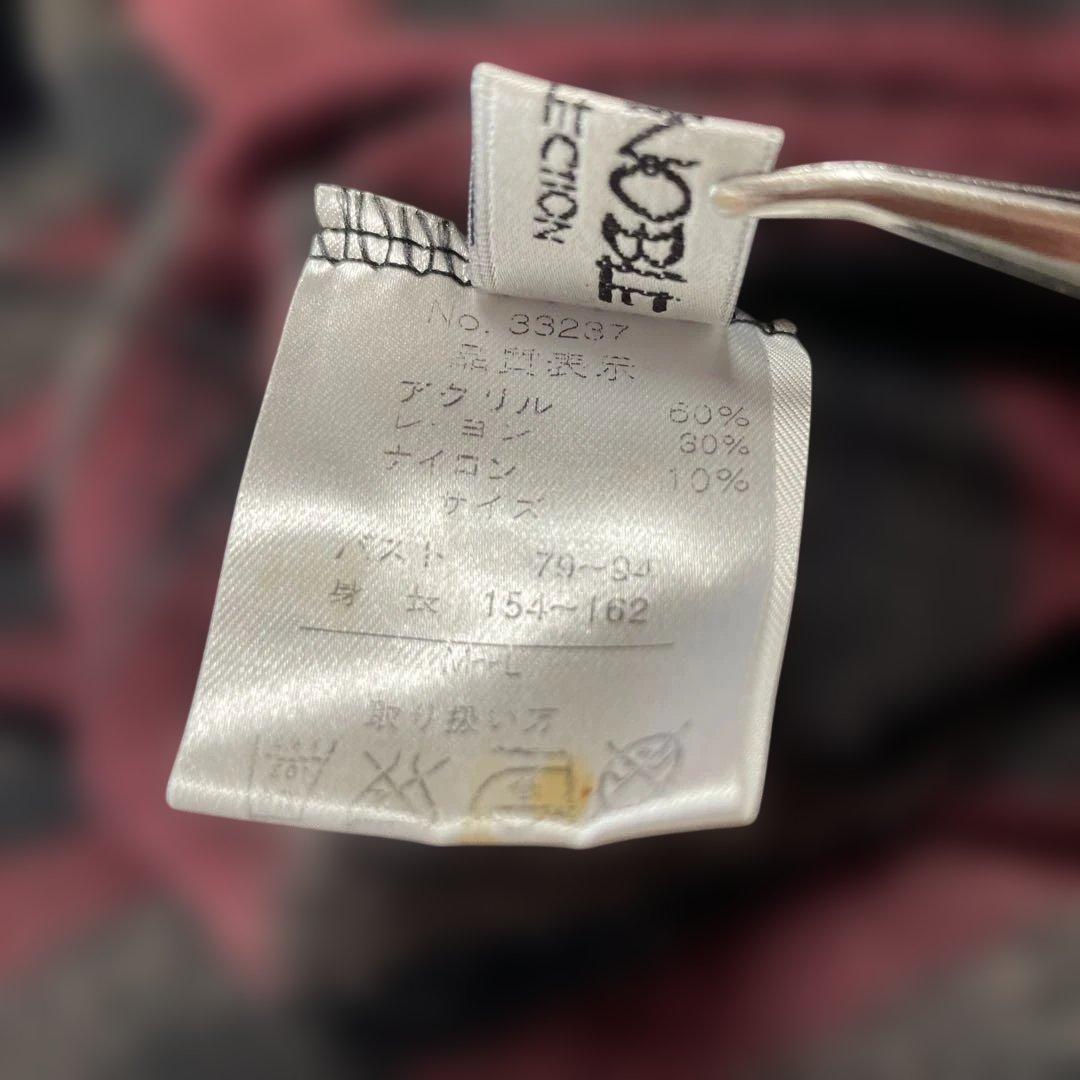 NOBLE
ECTION
No. 33237
品質表示
アクリル 60%
レーヨン 30%
ナイロン 10%
サイズ
バスト 79~94
身長 154~162
M~L
取り扱い方